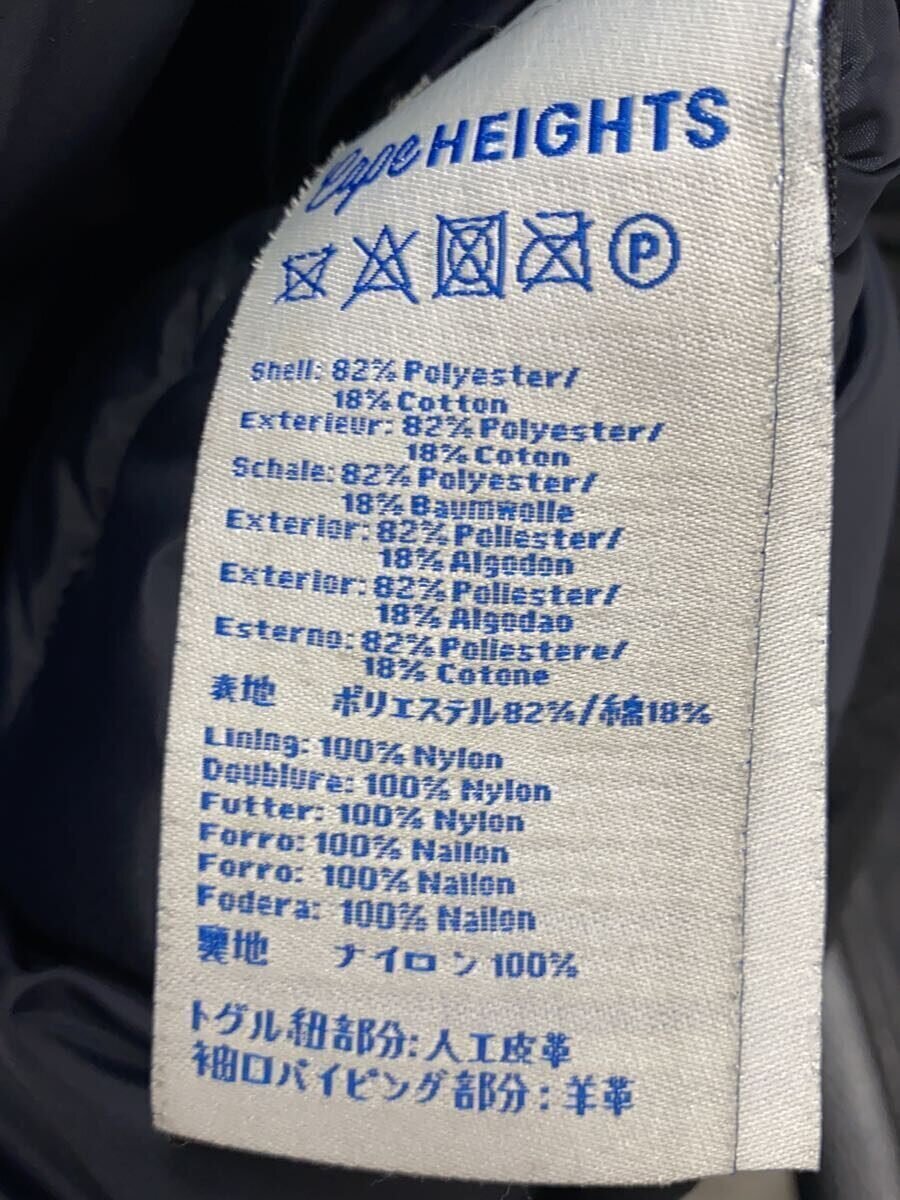 Cape HEIGHTS
P
Shell: 82% Polyester/
18% Cotton
Exterieur: 82% Polyester/
18% Coton
Schale: 82% Polyester/
18% Baumwolle
Exterior: 82% Poliester/
18% Algodon
Exterior: 82% Poliester/
18% Algodao
Esterno: 82% Poliestere/
18% Cotone
表地 ポリエステル82%/綿18%
Lining: 100% Nylon
Doublure: 100% Nylon
Futter: 100% Nylon
Forro: 100% Nailon
Forro: 100% Nailon
Fodera: 100% Nailon
裏地 ナイロン 100%
トグル紐部分:人工皮革
袖口パイピング部分:羊革